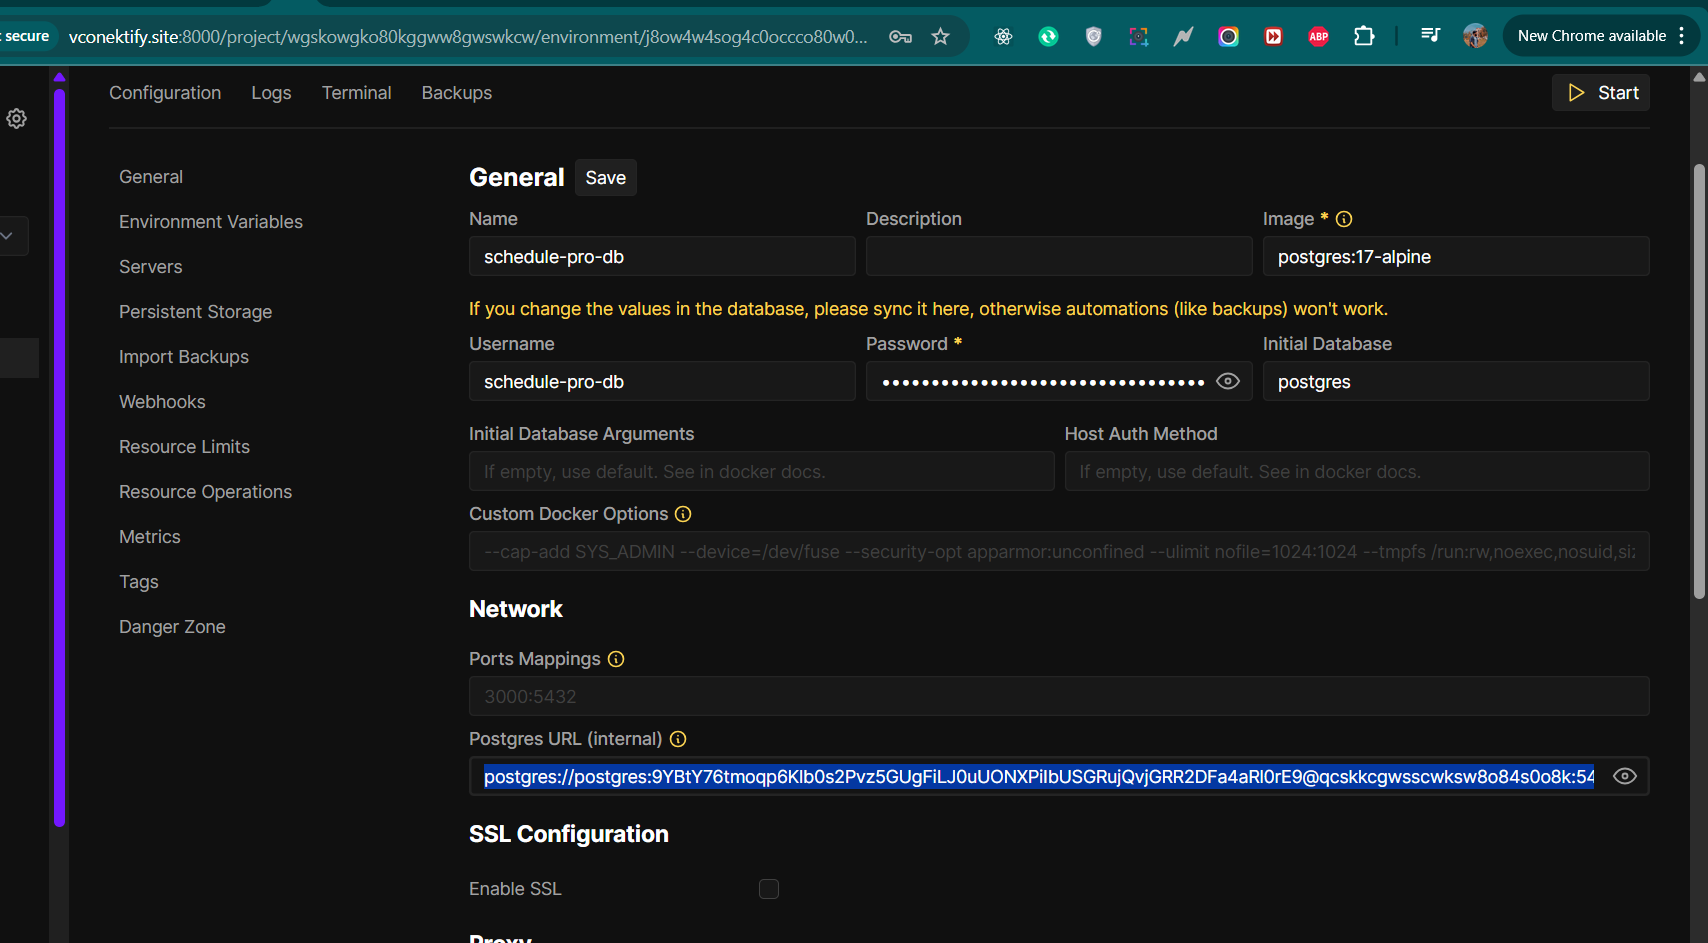 secure
vconektify.site:8000/project/wgskowgko80kggww8gwswkcw/environment/j8ow4w4sog4c0occco80w0...
ABP
New Chrome available
Configuration Logs Terminal Backups
Start
General
Environment Variables
Servers
Persistent Storage
Import Backups
Webhooks
Resource Limits
Resource Operations
Metrics
Tags
Danger Zone
General Save
Name Description Image *
schedule-pro-db postgres:17-alpine
If you change the values in the database, please sync it here, otherwise automations (like backups) won't work.
Username Password * Initial Database
schedule-pro-db •••••••••••••••••••••••••••••••• postgres
Initial Database Arguments Host Auth Method
If empty, use default. See in docker docs. If empty, use default. See in docker docs.
Custom Docker Options
--cap-add SYS_ADMIN --device=/dev/fuse --security-opt apparmor:unconfined --ulimit nofile=1024:1024 --tmpfs /run:rw,noexec,nosuid,siz
Network
Ports Mappings
3000:5432
Postgres URL (internal)
postgres://postgres:9YBtY76tmoqp6KIb0s2Pvz5GUgFiLJ0uUONXPiIbUSGRujQvjGRR2DFa4aRl0rE9@qcskkcgwsscwksw8o84s0o8k:54
SSL Configuration
Enable SSL
Proxy